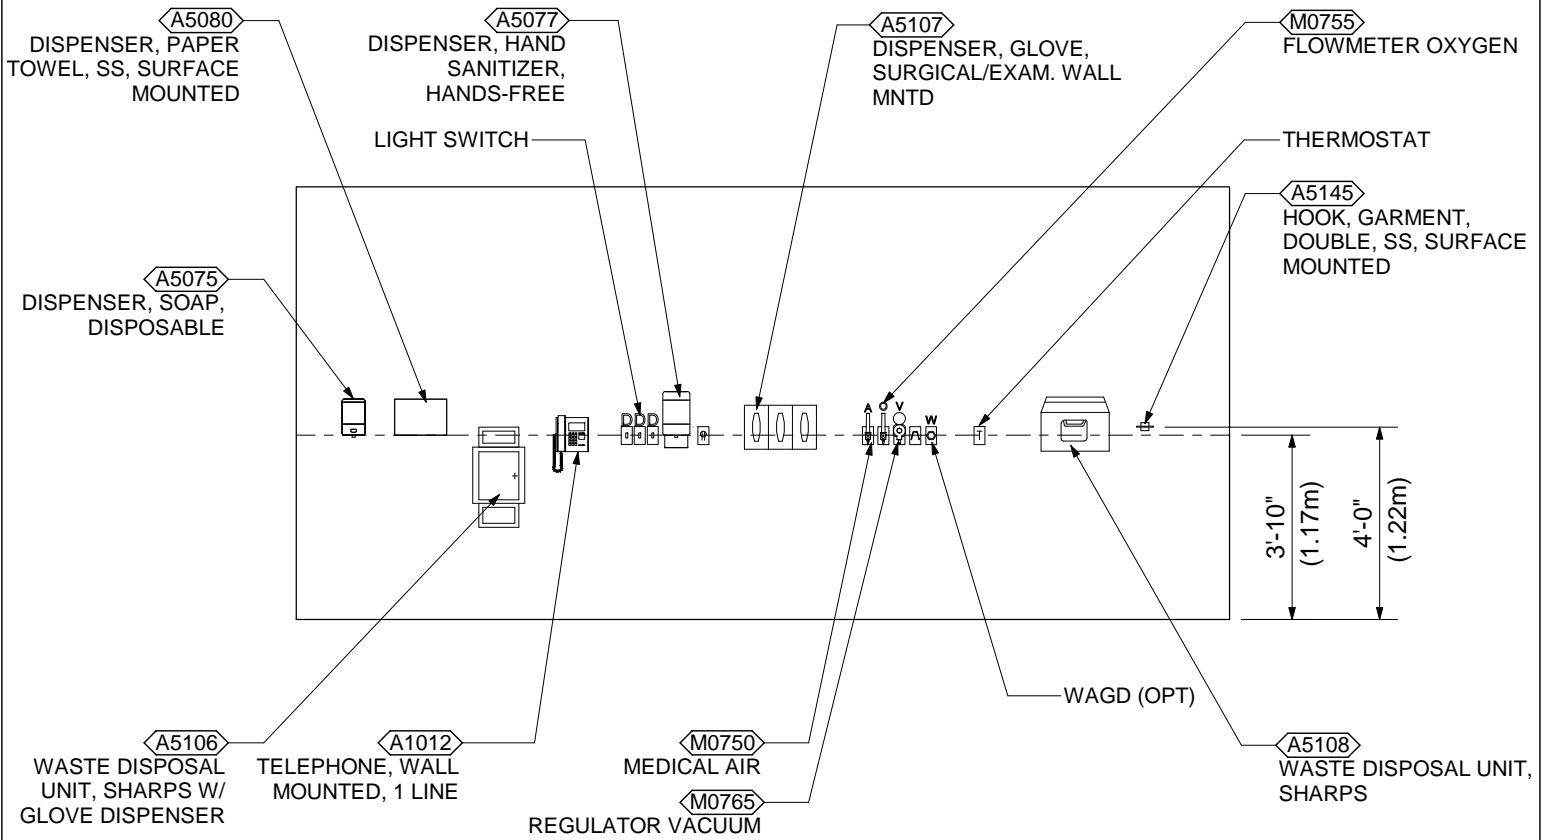 A5080
DISPENSER, PAPER
TOWEL, SS, SURFACE
MOUNTED
A5077
DISPENSER, HAND
SANITIZER,
HANDS-FREE
A5107
DISPENSER, GLOVE,
SURGICAL/EXAM. WALL
MNTD
M0755
FLOWMETER OXYGEN
LIGHT SWITCH
THERMOSTAT
A5145
HOOK, GARMENT,
DOUBLE, SS, SURFACE
MOUNTED
A5075
DISPENSER, SOAP,
DISPOSABLE
DDD
A O V
W
T
3'-10"
(1.17m)
4'-0"
(1.22m)
WAGD (OPT)
A5106
WASTE DISPOSAL
UNIT, SHARPS W/
GLOVE DISPENSER
A1012
TELEPHONE, WALL
MOUNTED, 1 LINE
M0750
MEDICAL AIR
M0765
REGULATOR VACUUM
A5108
WASTE DISPOSAL UNIT,
SHARPS